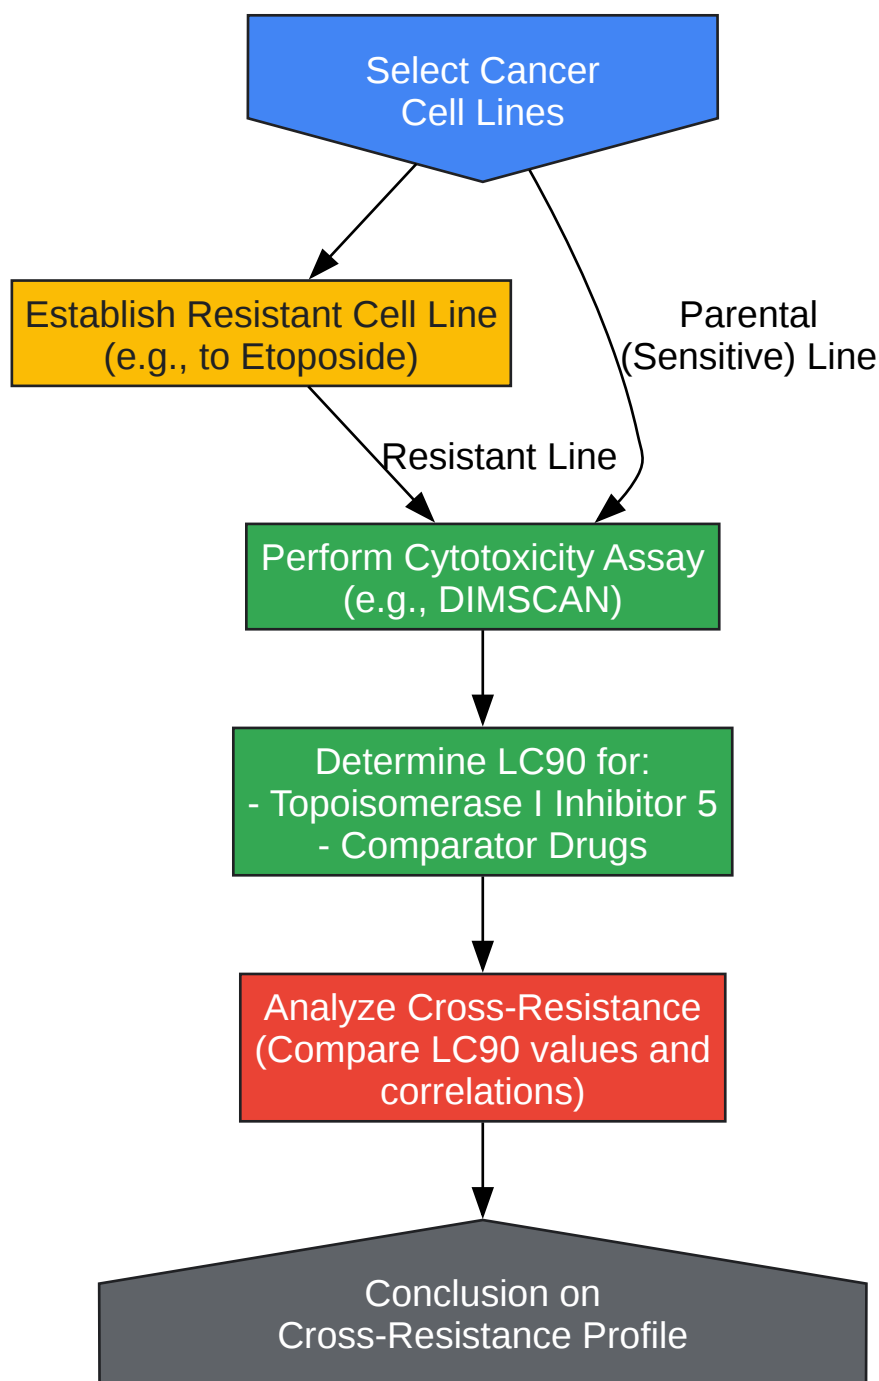 Select Cancer
Cell Lines
Establish Resistant Cell Line
(e.g., to Etoposide)
Parental
(Sensitive) Line
Resistant Line
Perform Cytotoxicity Assay
(e.g., DIMSCAN)
Determine LC90 for:
- Topoisomerase I Inhibitor 5
- Comparator Drugs
Analyze Cross-Resistance
(Compare LC90 values and
correlations)
Conclusion on
Cross-Resistance Profile